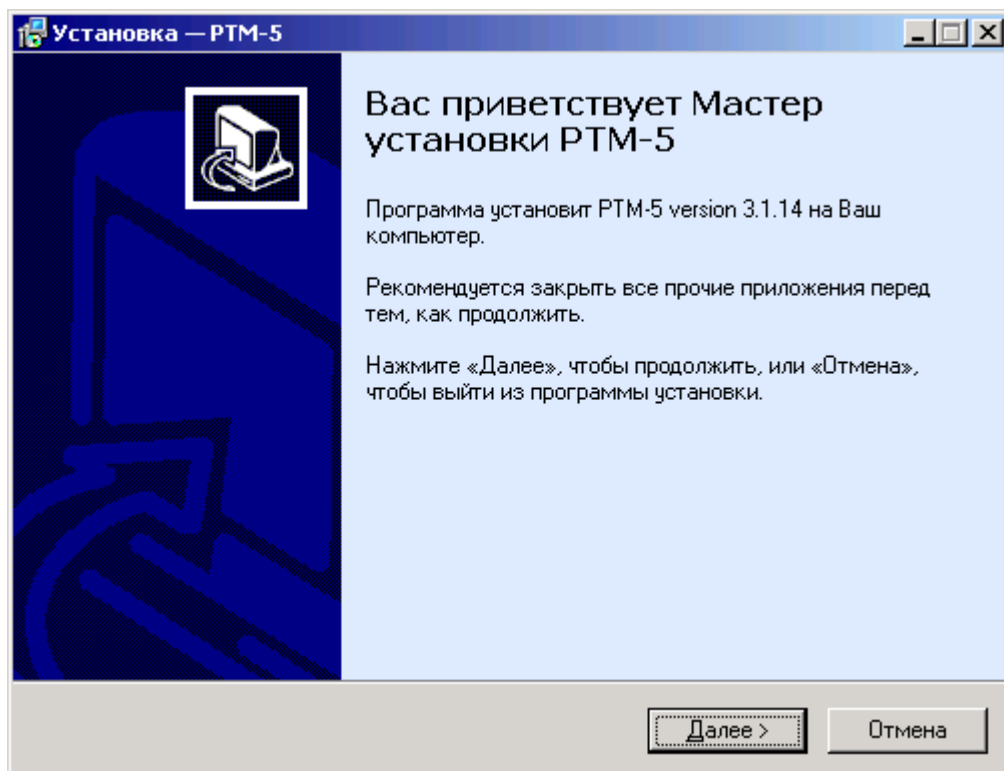 Установка — РТМ-5
Вас приветствует Мастер
установки РТМ-5
Программа установит РТМ-5 version 3.1.14 на Ваш
компьютер.
Рекомендуется закрыть все прочие приложения перед
тем, как продолжить.
Нажмите «Далее», чтобы продолжить, или «Отмена»,
чтобы выйти из программы установки.
Далее >
Отмена